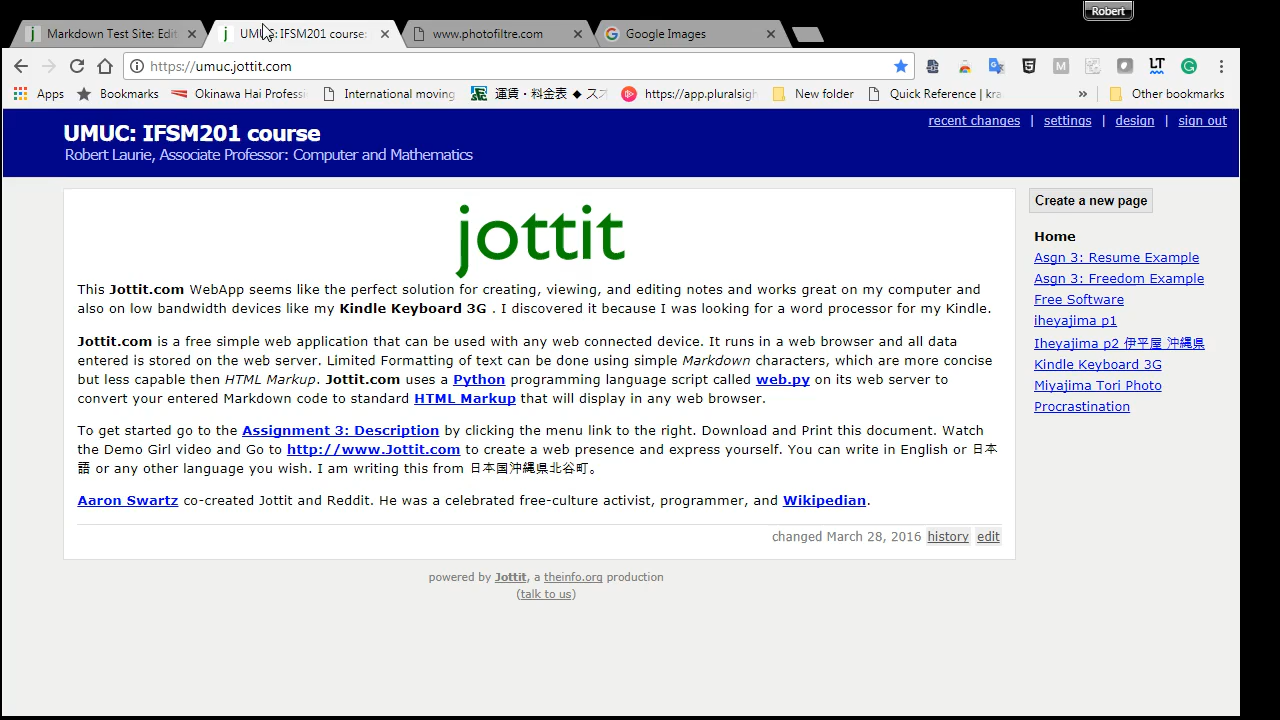 Robert
Markdown Test Site: Edit
UMUC: IFSM201 course:
www.photofiltre.com
Google Images
https://umuc.jottit.com
Apps
Bookmarks
Okinawa Hai Professi
International moving
運賃・料金表 ◆ スオ
https://app.pluralsig
New folder
Quick Reference | kra
»
Other bookmarks
UMUC: IFSM201 course
Robert Laurie, Associate Professor: Computer and Mathematics
recent changes | settings | design | sign out
jottit
This Jottit.com WebApp seems like the perfect solution for creating, viewing, and editing notes and works great on my computer and
also on low bandwidth devices like my Kindle Keyboard 3G . I discovered it because I was looking for a word processor for my Kindle.
Jottit.com is a free simple web application that can be used with any web connected device. It runs in a web browser and all data
entered is stored on the web server. Limited Formatting of text can be done using simple Markdown characters, which are more concise
but less capable then HTML Markup. Jottit.com uses a Python programming language script called web.py on its web server to
convert your entered Markdown code to standard HTML Markup that will display in any web browser.
To get started go to the Assignment 3: Description by clicking the menu link to the right. Download and Print this document. Watch
the Demo Girl video and Go to http://www.Jottit.com to create a web presence and express yourself. You can write in English or 日本
語 or any other language you wish. I am writing this from 日本国沖縄県北谷町。
Aaron Swartz co-created Jottit and Reddit. He was a celebrated free-culture activist, programmer, and Wikipedian.
changed March 28, 2016 history edit
Create a new page
Home
Asgn 3: Resume Example
Asgn 3: Freedom Example
Free Software
iheyajima p1
Iheyajima p2 伊平屋 沖縄県
Kindle Keyboard 3G
Miyajima Tori Photo
Procrastination
powered by Jottit, a theinfo.org production
(talk to us)